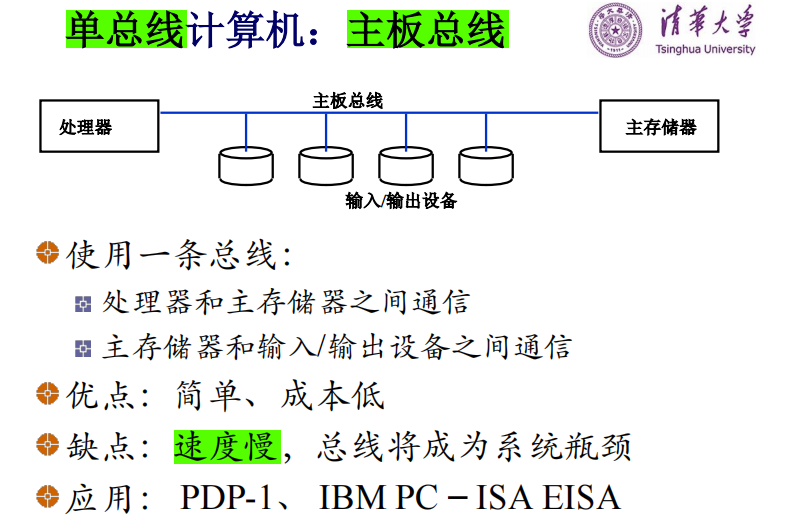 单总线计算机：主板总线
清華大学
Tsinghua University
主板总线
处理器
主存储器
输入/输出设备
使用一条总线：
处理器和主存储器之间通信
主存储器和输入/输出设备之间通信
优点：简单、成本低
缺点：速度慢，总线将成为系统瓶颈
应用： PDP-1、 IBM PC – ISA EISA